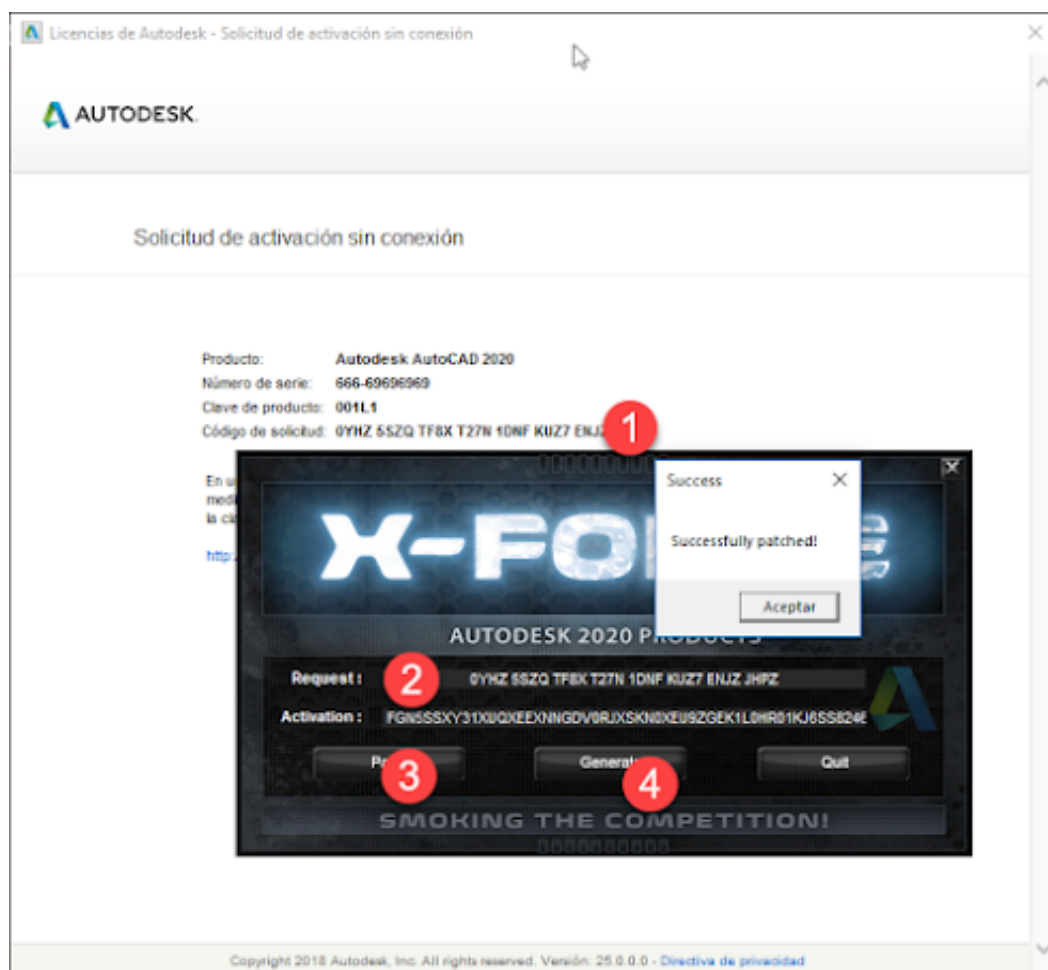 Licencias de Autodesk - Solicitud de activación sin conexión
AUTODESK.
Solicitud de activación sin conexión
Producto: Autodesk AutoCAD 2020
Número de serie: 666-69696969
Clave de producto: 001L1
Código de solicitud: 0YHZ 5SZQ TF8X T27N 1DNF KUZ7
1
En
la
http:
Success
Successfully patched!
Aceptar
AUTODESK 2020
Request : 2 0YHZ 5SZQ TF8X T27N 1DNF KUZ7 ENJZ JHPZ
Activation :
3
4
Quit
SMOKING THE COMPETITION!
Copyright 2018 Autodesk, Inc. All rights reserved. Versión: 25.0.0.0 - Directiva de privacidad